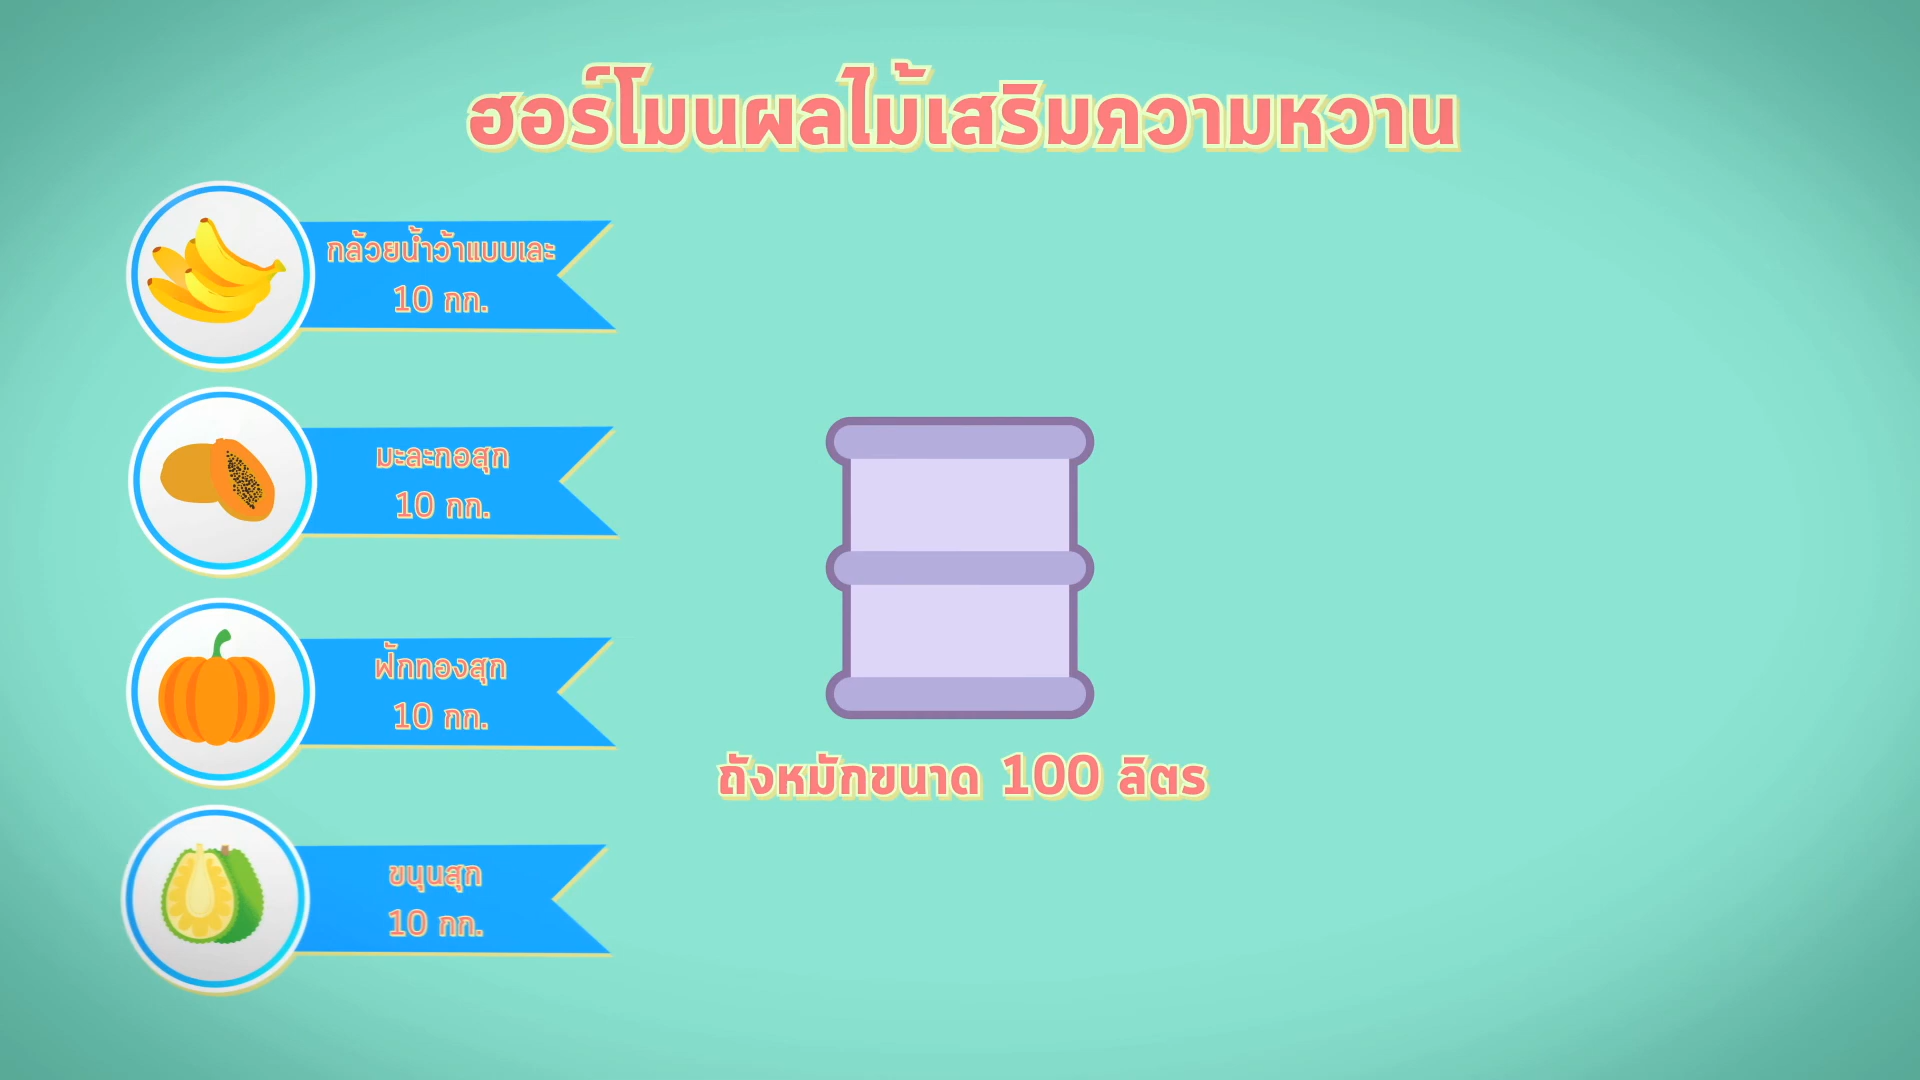 ฮอร์โมนผลไม้เสริมความหวาน
กล้วยน้ำว้าแบบเละ
10 กก.
มะละกอสุก
10 กก.
ฟักทองสุก
10 กก.
ขนุนสุก
10 กก.
ถังหมักขนาด 100 ลิตร